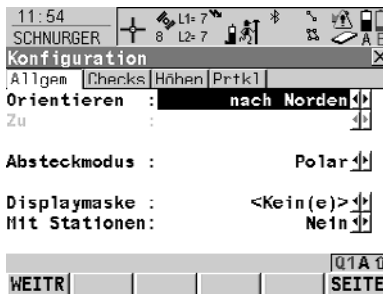 11:54
SCHNURGER
8
L1= 7
L2= 7
A B
Konfiguration X
Allgem Checks Höhen Prtkl
Orientieren : nach Norden
Zu :
Absteckmodus : Polar
Displaymaske : <Kein(e)>
Mit Stationen: Nein
Q1A
WEITR SEITE